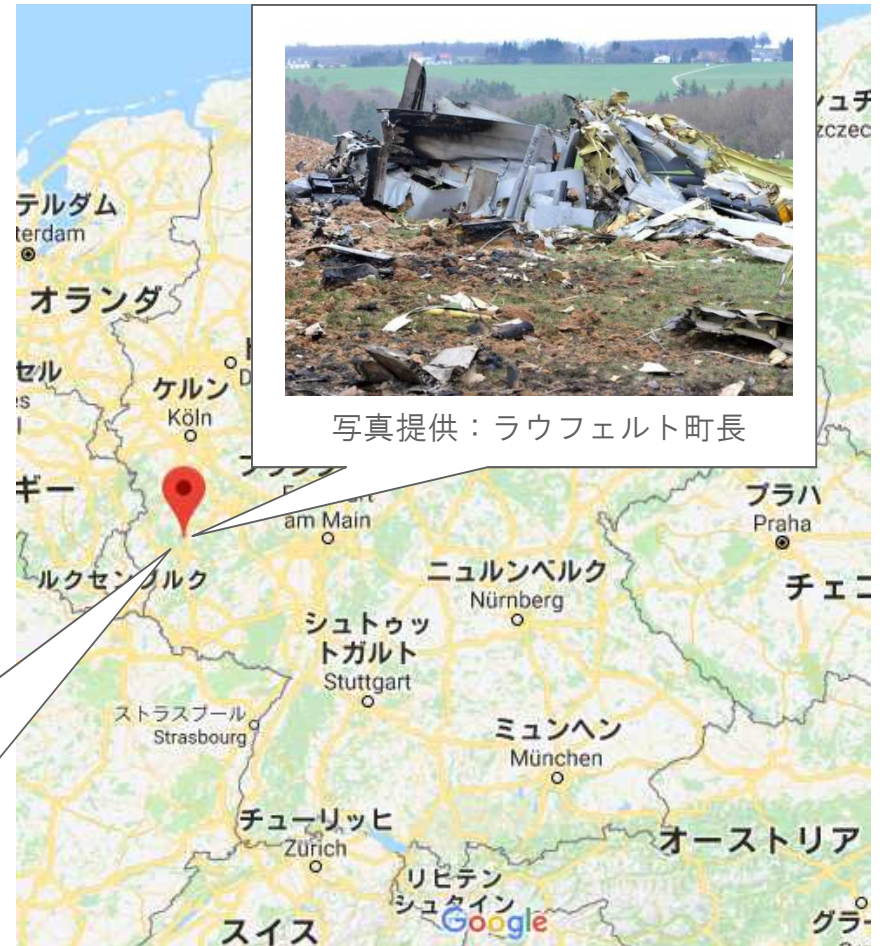 写真提供：ラウフェルト町長
ュチ
zczec
テルダム
terdam
オランダ
セル
es
l
ケルン
Köln
D
ギー
am Main
プラハ
Praha
ルクセンブルク
ニュルンベルク
Nürnberg
チェコ
シュトゥッ
トガルト
Stuttgart
ストラスブール
Strasbourg
ミュンヘン
München
チューリッヒ
Zürich
オーストリア
リヒテン
シュタイン
Google
スイス
グラー